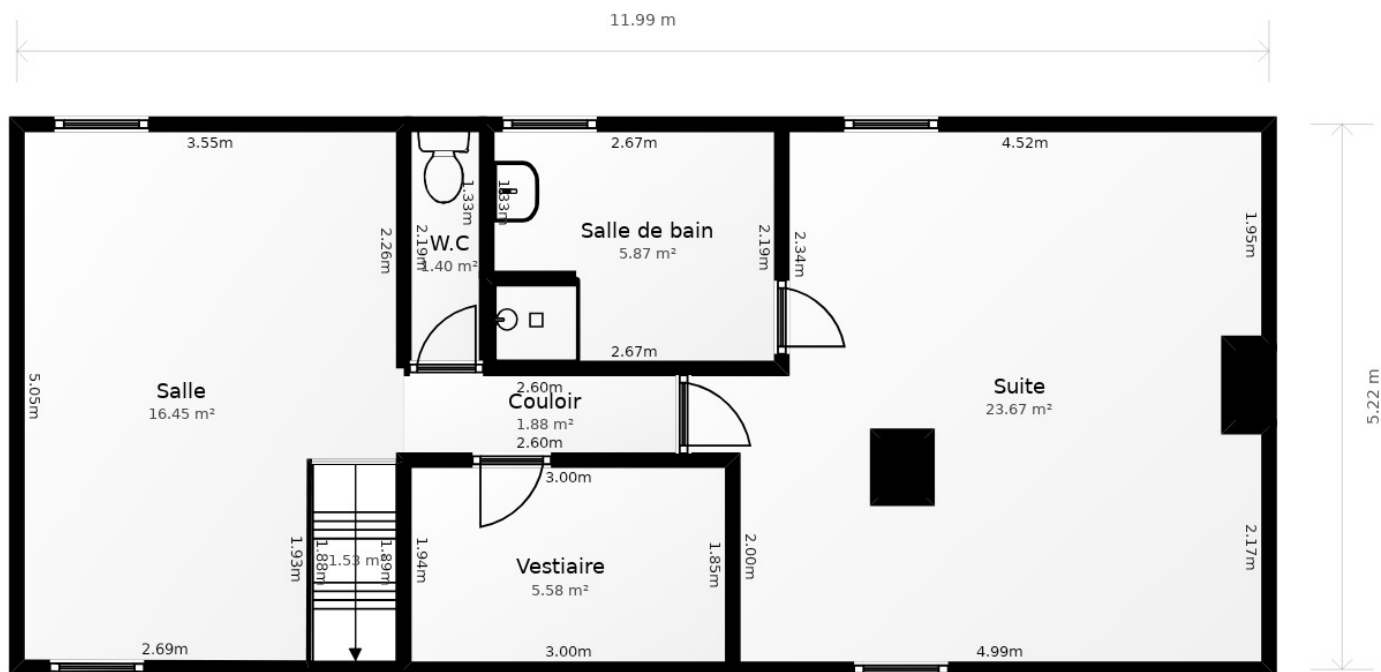 11.99 m
3.55m
2.67m
4.52m
1.33m
1.33m
1.95m
2.26m
2.19m
W.C
1.40 m²
Salle de bain
5.87 m²
2.19m
2.34m
2.67m
5.05m
Salle
16.45 m²
2.60m
Couloir
1.88 m²
2.60m
Suite
23.67 m²
5.22 m
3.00m
1.93m
1.88m
1.53 m²
1.89m
1.94m
Vestiaire
5.58 m²
1.85m
2.00m
2.17m
2.69m
3.00m
4.99m